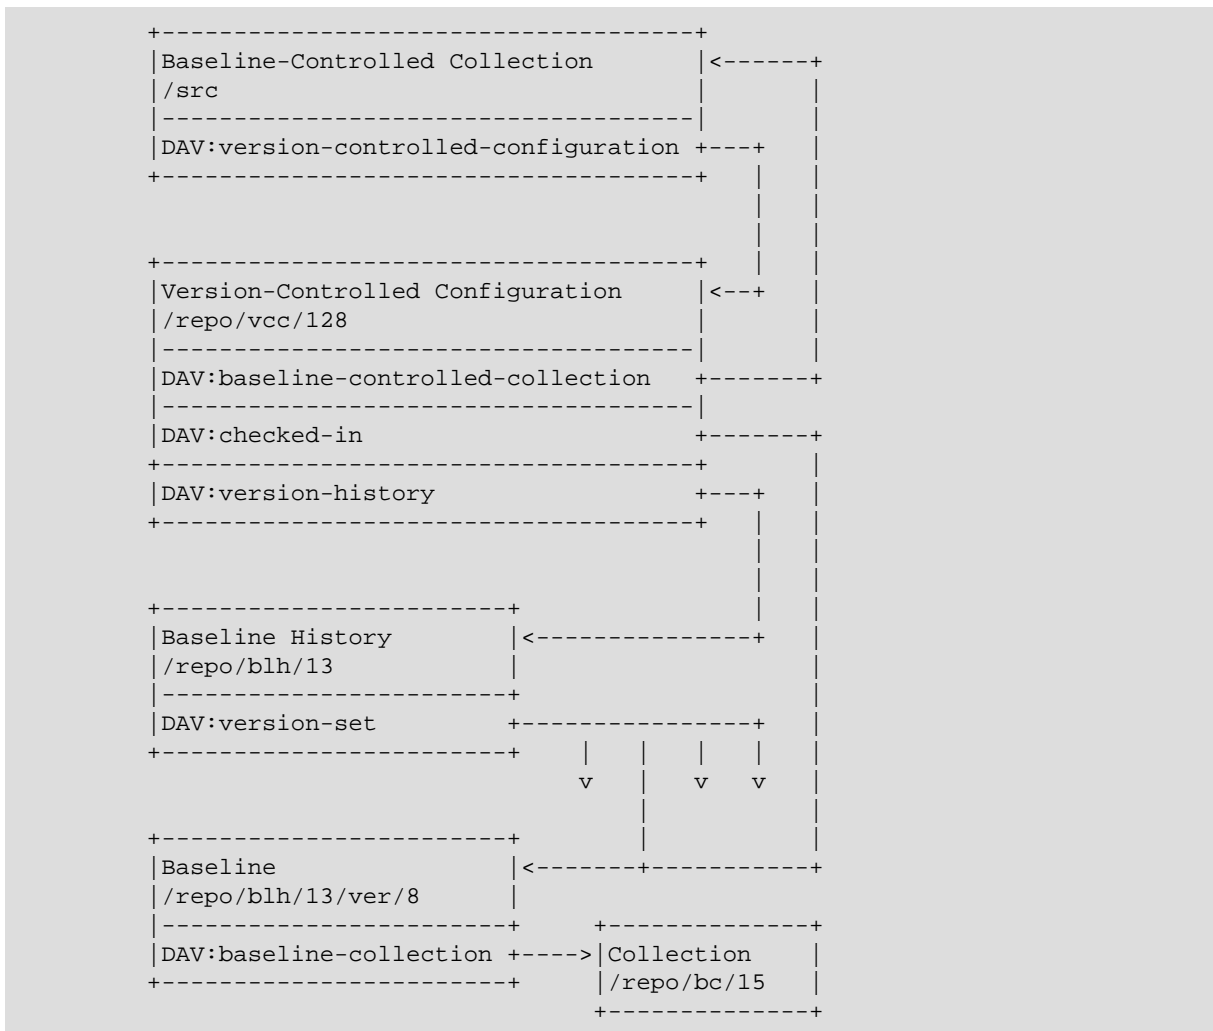 Baseline-Controlled Collection
/src
DAV:version-controlled-configuration
Version-Controlled Configuration
/repo/vcc/128
DAV:baseline-controlled-collection
DAV:checked-in
DAV:version-history
Baseline History
/repo/blh/13
DAV:version-set
v v v
Baseline
/repo/blh/13/ver/8
DAV:baseline-collection
Collection
/repo/bc/15